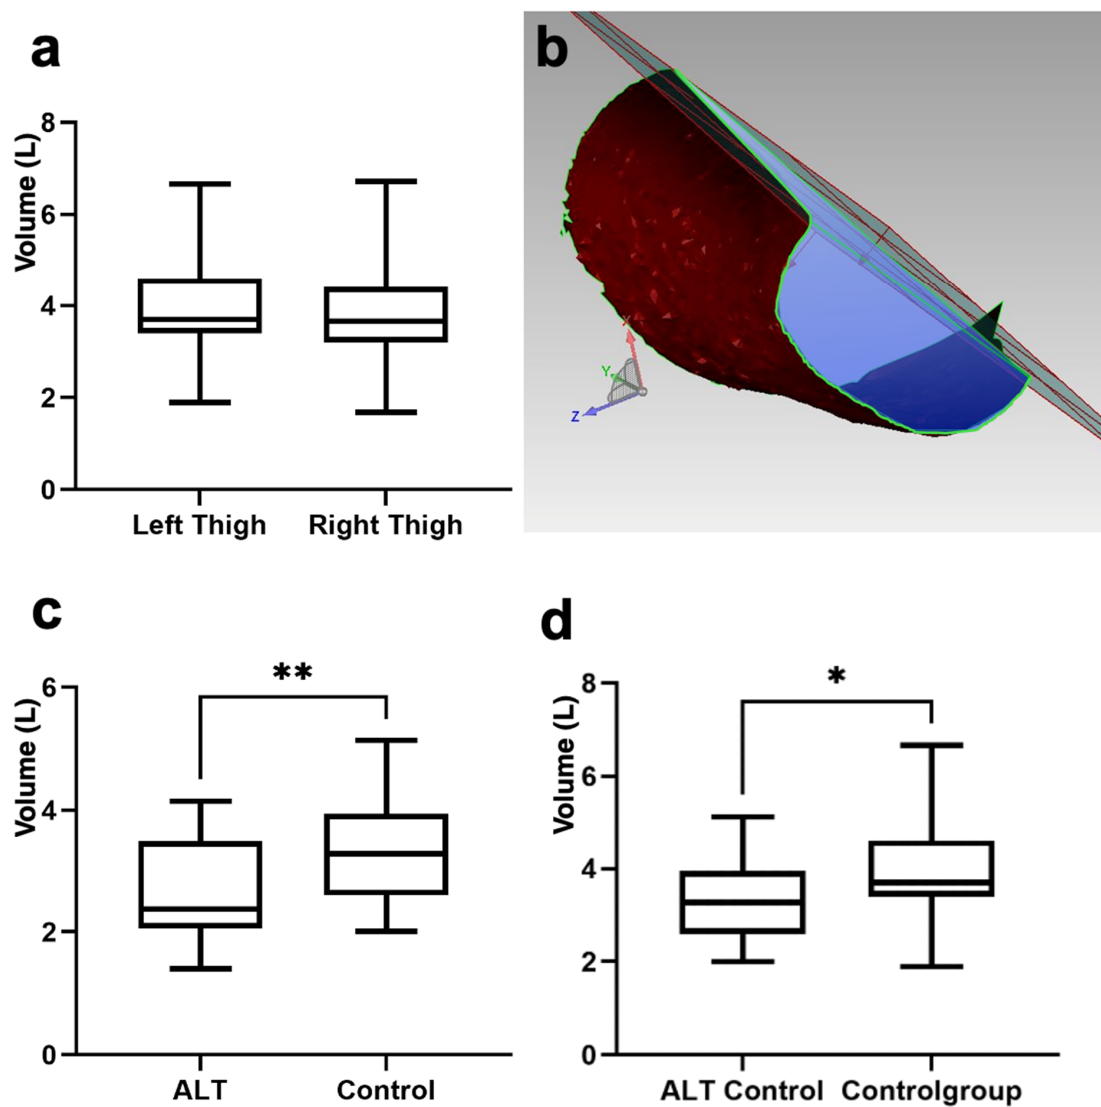 a
8
6
4
2
0
Volume (L)
Left Thigh
Right Thigh
b
X
Y
Z
c
**
6
4
2
0
Volume (L)
ALT
Control
d
*
8
6
4
2
0
Volume (L)
ALT Control
Controlgroup